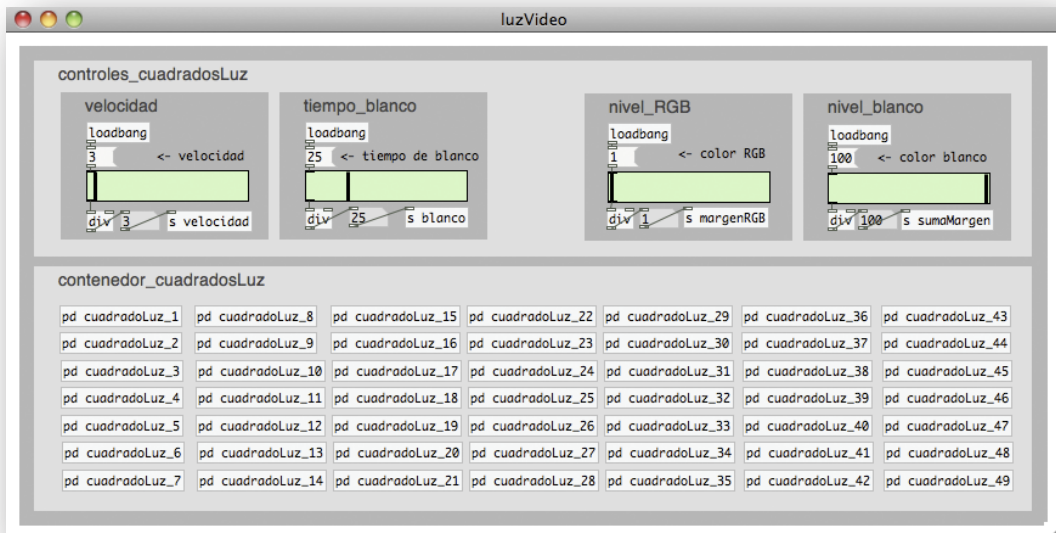 luzVideo
controles_cuadradosLuz
velocidad
loadbang
3
<- velocidad
div
3
s velocidad
tiempo_blanco
loadbang
25
<- tiempo de blanco
div
25
s blanco
nivel_RGB
loadbang
1
<- color RGB
div
1
s margenRGB
nivel_blanco
loadbang
100
<- color blanco
div
100
s sumaMargen
contenedor_cuadradosLuz
pd cuadradoLuz_1 pd cuadradoLuz_8 pd cuadradoLuz_15 pd cuadradoLuz_22 pd cuadradoLuz_29 pd cuadradoLuz_36 pd cuadradoLuz_43
pd cuadradoLuz_2 pd cuadradoLuz_9 pd cuadradoLuz_16 pd cuadradoLuz_23 pd cuadradoLuz_30 pd cuadradoLuz_37 pd cuadradoLuz_44
pd cuadradoLuz_3 pd cuadradoLuz_10 pd cuadradoLuz_17 pd cuadradoLuz_24 pd cuadradoLuz_31 pd cuadradoLuz_38 pd cuadradoLuz_45
pd cuadradoLuz_4 pd cuadradoLuz_11 pd cuadradoLuz_18 pd cuadradoLuz_25 pd cuadradoLuz_32 pd cuadradoLuz_39 pd cuadradoLuz_46
pd cuadradoLuz_5 pd cuadradoLuz_12 pd cuadradoLuz_19 pd cuadradoLuz_26 pd cuadradoLuz_33 pd cuadradoLuz_40 pd cuadradoLuz_47
pd cuadradoLuz_6 pd cuadradoLuz_13 pd cuadradoLuz_20 pd cuadradoLuz_27 pd cuadradoLuz_34 pd cuadradoLuz_41 pd cuadradoLuz_48
pd cuadradoLuz_7 pd cuadradoLuz_14 pd cuadradoLuz_21 pd cuadradoLuz_28 pd cuadradoLuz_35 pd cuadradoLuz_42 pd cuadradoLuz_49